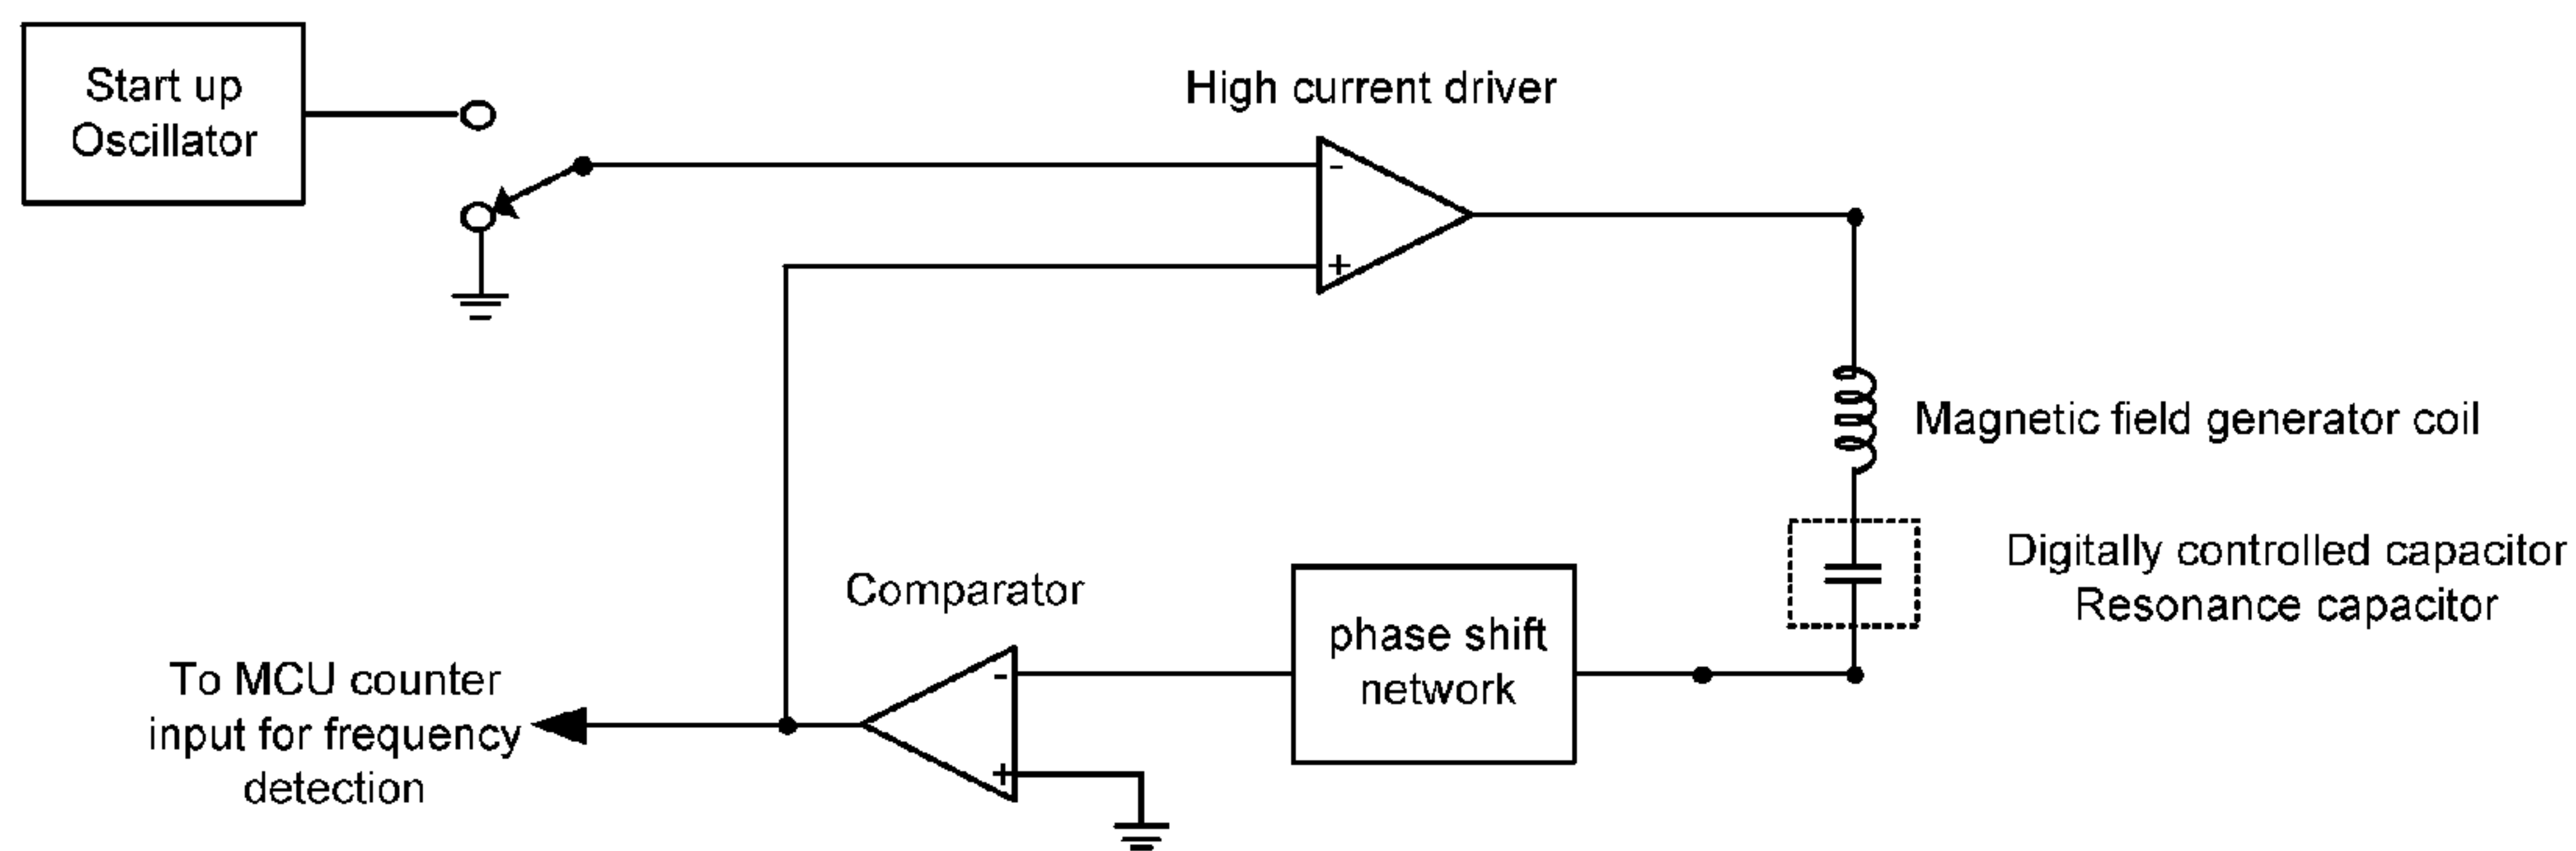 Start up
Oscillator
High current driver
-
+
Magnetic field generator coil
Digitally controlled capacitor
Resonance capacitor
Comparator
phase shift
network
-
+
To MCU counter
input for frequency
detection